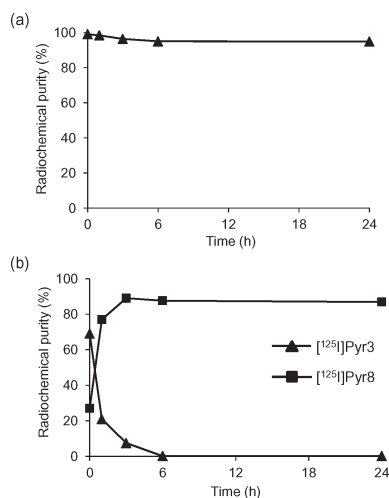 (a)
Radiochemical purity (%)
100
80
60
40
20
0
0 6 12 18 24
Time (h)
(b)
Radiochemical purity (%)
100
80
60
40
20
0
[¹²⁵I]Pyr3
[¹²⁵I]Pyr8
0 6 12 18 24
Time (h)